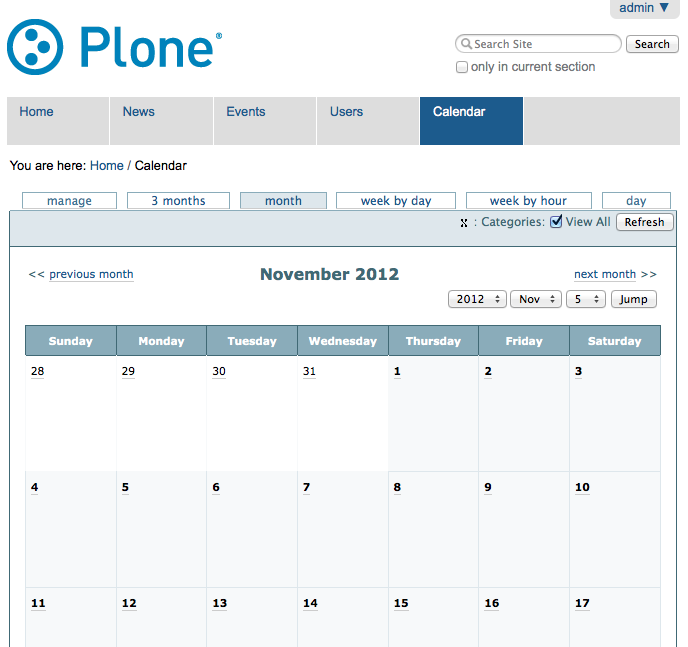 admin ▼
Plone®
Search Site Search
only in current section
Home News Events Users Calendar
You are here: Home / Calendar
manage 3 months month week by day week by hour day
x : Categories: View All Refresh
<< previous month November 2012 next month >>
2012 Nov 5 Jump
Sunday Monday Tuesday Wednesday Thursday Friday Saturday
28 29 30 31 1 2 3
4 5 6 7 8 9 10
11 12 13 14 15 16 17